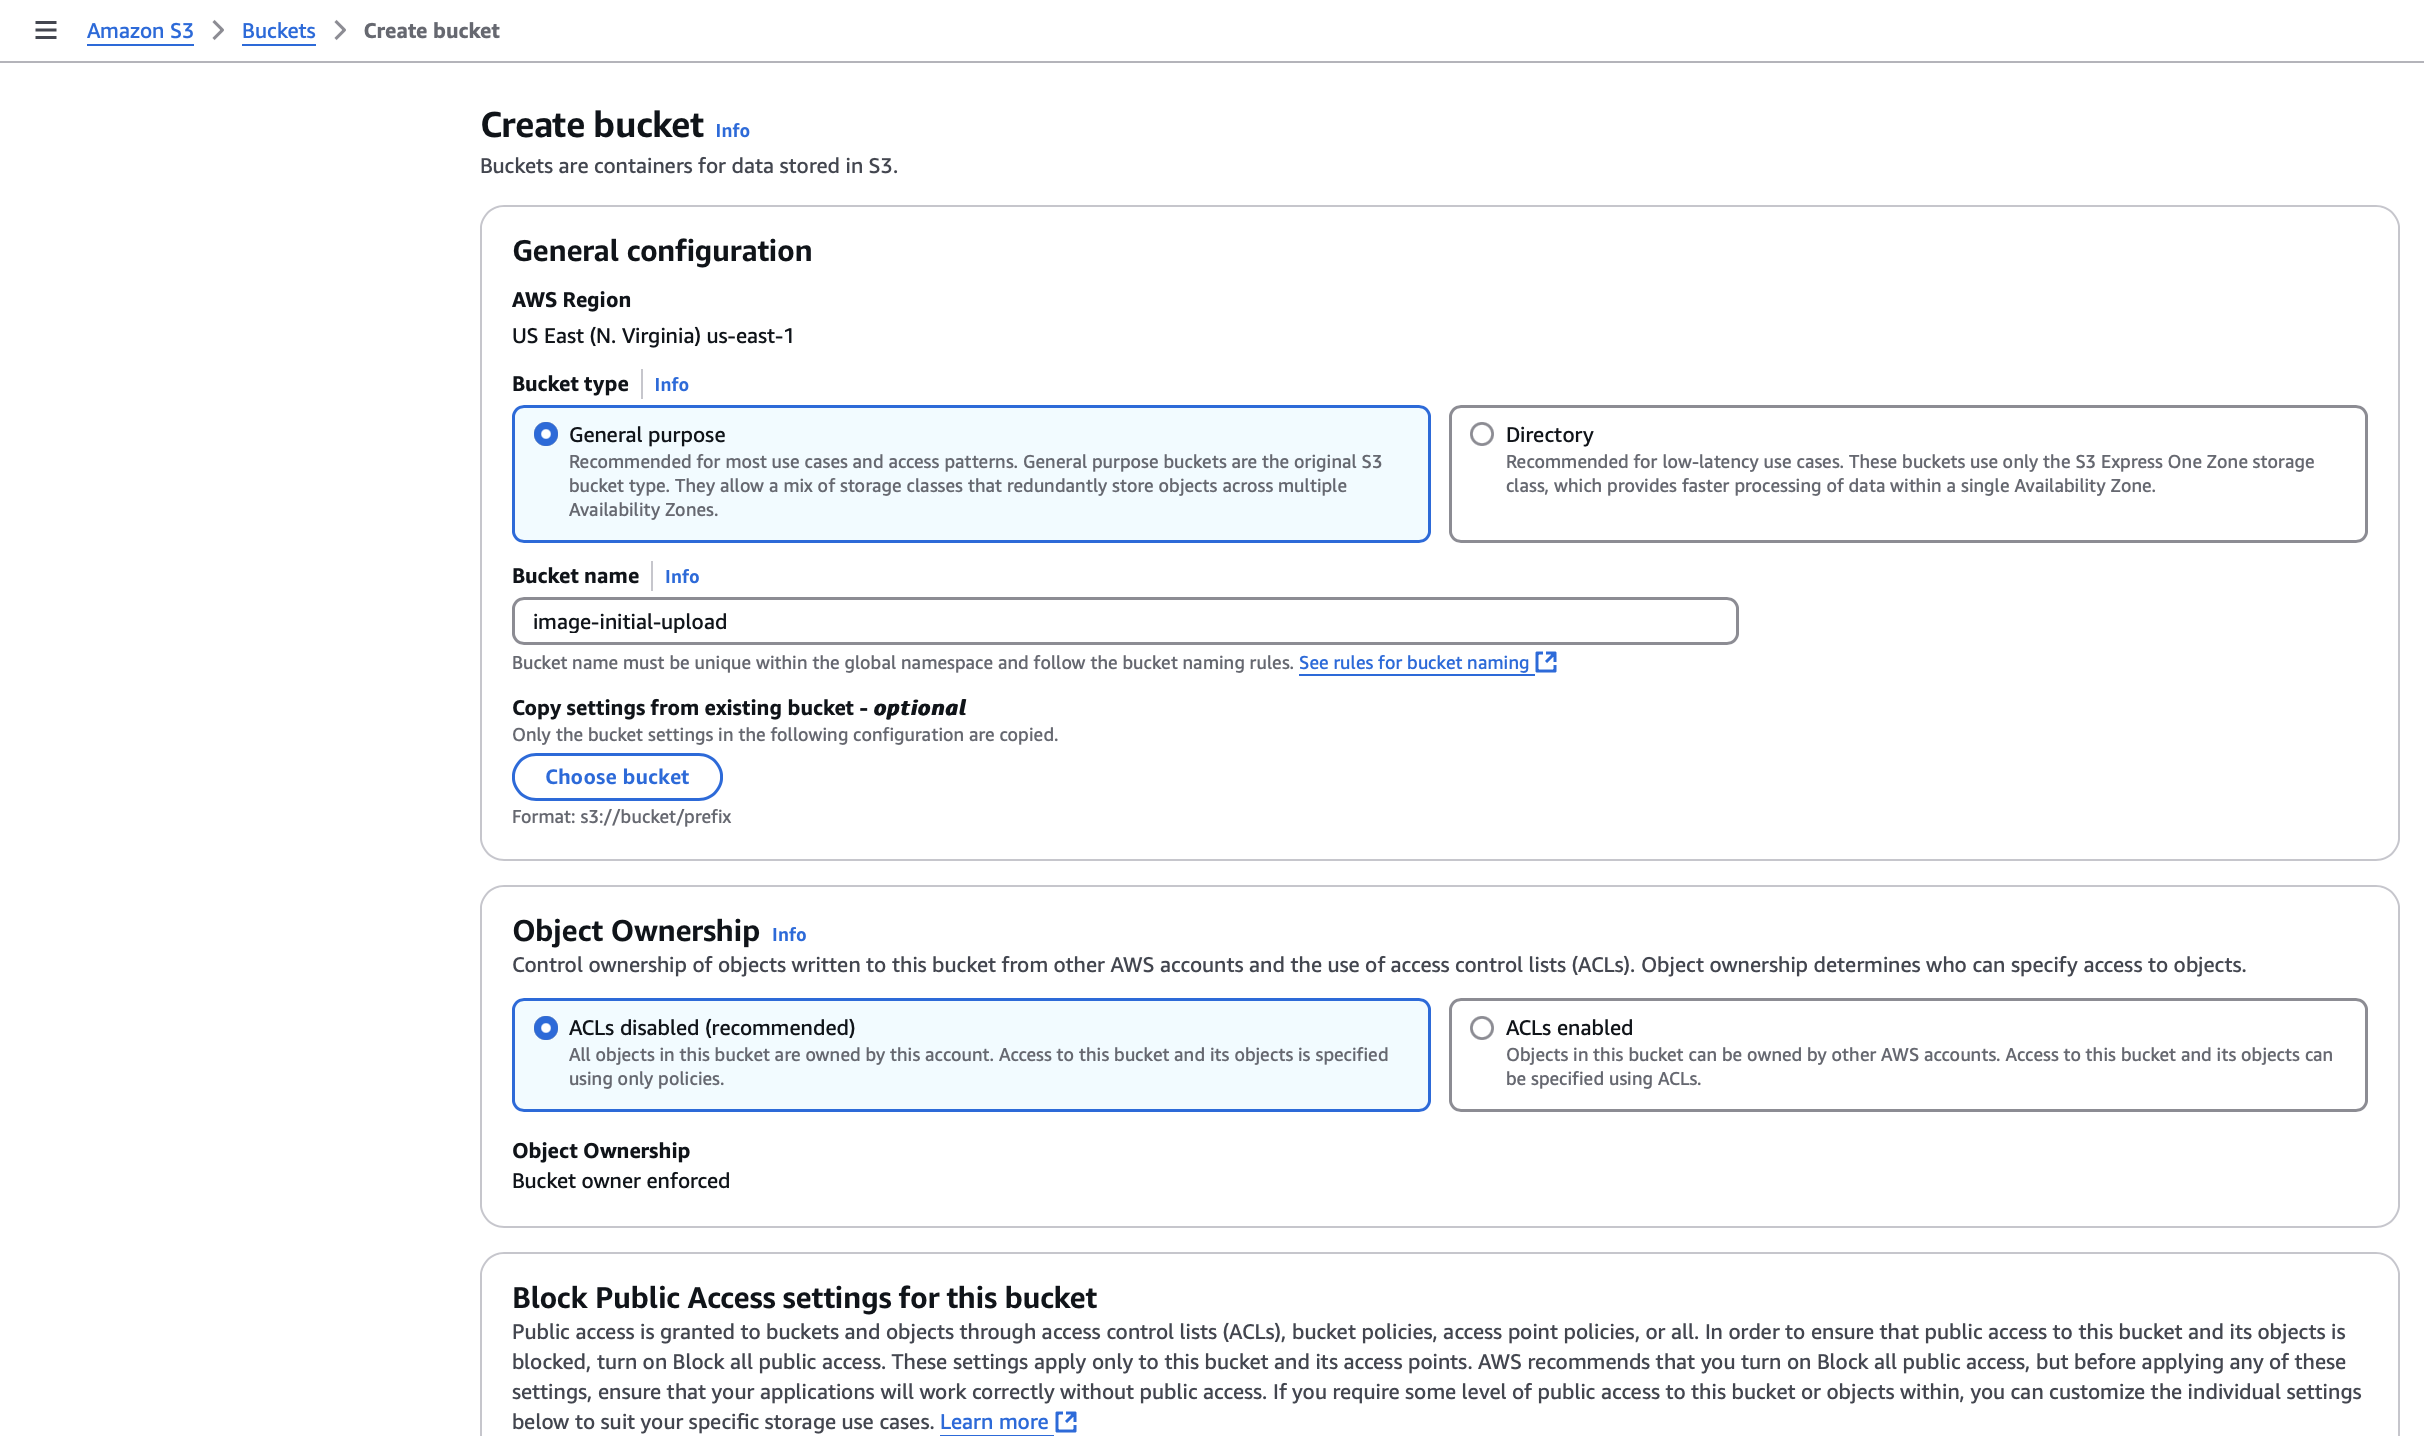 Amazon S3 > Buckets > Create bucket
Create bucket Info
Buckets are containers for data stored in S3.
General configuration
AWS Region
US East (N. Virginia) us-east-1
Bucket type Info
General purpose
Recommended for most use cases and access patterns. General purpose buckets are the original S3
bucket type. They allow a mix of storage classes that redundantly store objects across multiple
Availability Zones.
Directory
Recommended for low-latency use cases. These buckets use only the S3 Express One Zone storage
class, which provides faster processing of data within a single Availability Zone.
Bucket name Info
image-initial-upload
Bucket name must be unique within the global namespace and follow the bucket naming rules. See rules for bucket naming
Copy settings from existing bucket - optional
Only the bucket settings in the following configuration are copied.
Choose bucket
Format: s3://bucket/prefix
Object Ownership Info
Control ownership of objects written to this bucket from other AWS accounts and the use of access control lists (ACLs). Object ownership determines who can specify access to objects.
ACLs disabled (recommended)
All objects in this bucket are owned by this account. Access to this bucket and its objects is specified
using only policies.
ACLs enabled
Objects in this bucket can be owned by other AWS accounts. Access to this bucket and its objects can
be specified using ACLs.
Object Ownership
Bucket owner enforced
Block Public Access settings for this bucket
Public access is granted to buckets and objects through access control lists (ACLs), bucket policies, access point policies, or all. In order to ensure that public access to this bucket and its objects is
blocked, turn on Block all public access. These settings apply only to this bucket and its access points. AWS recommends that you turn on Block all public access, but before applying any of these
settings, ensure that your applications will work correctly without public access. If you require some level of public access to this bucket or objects within, you can customize the individual settings
below to suit your specific storage use cases. Learn more